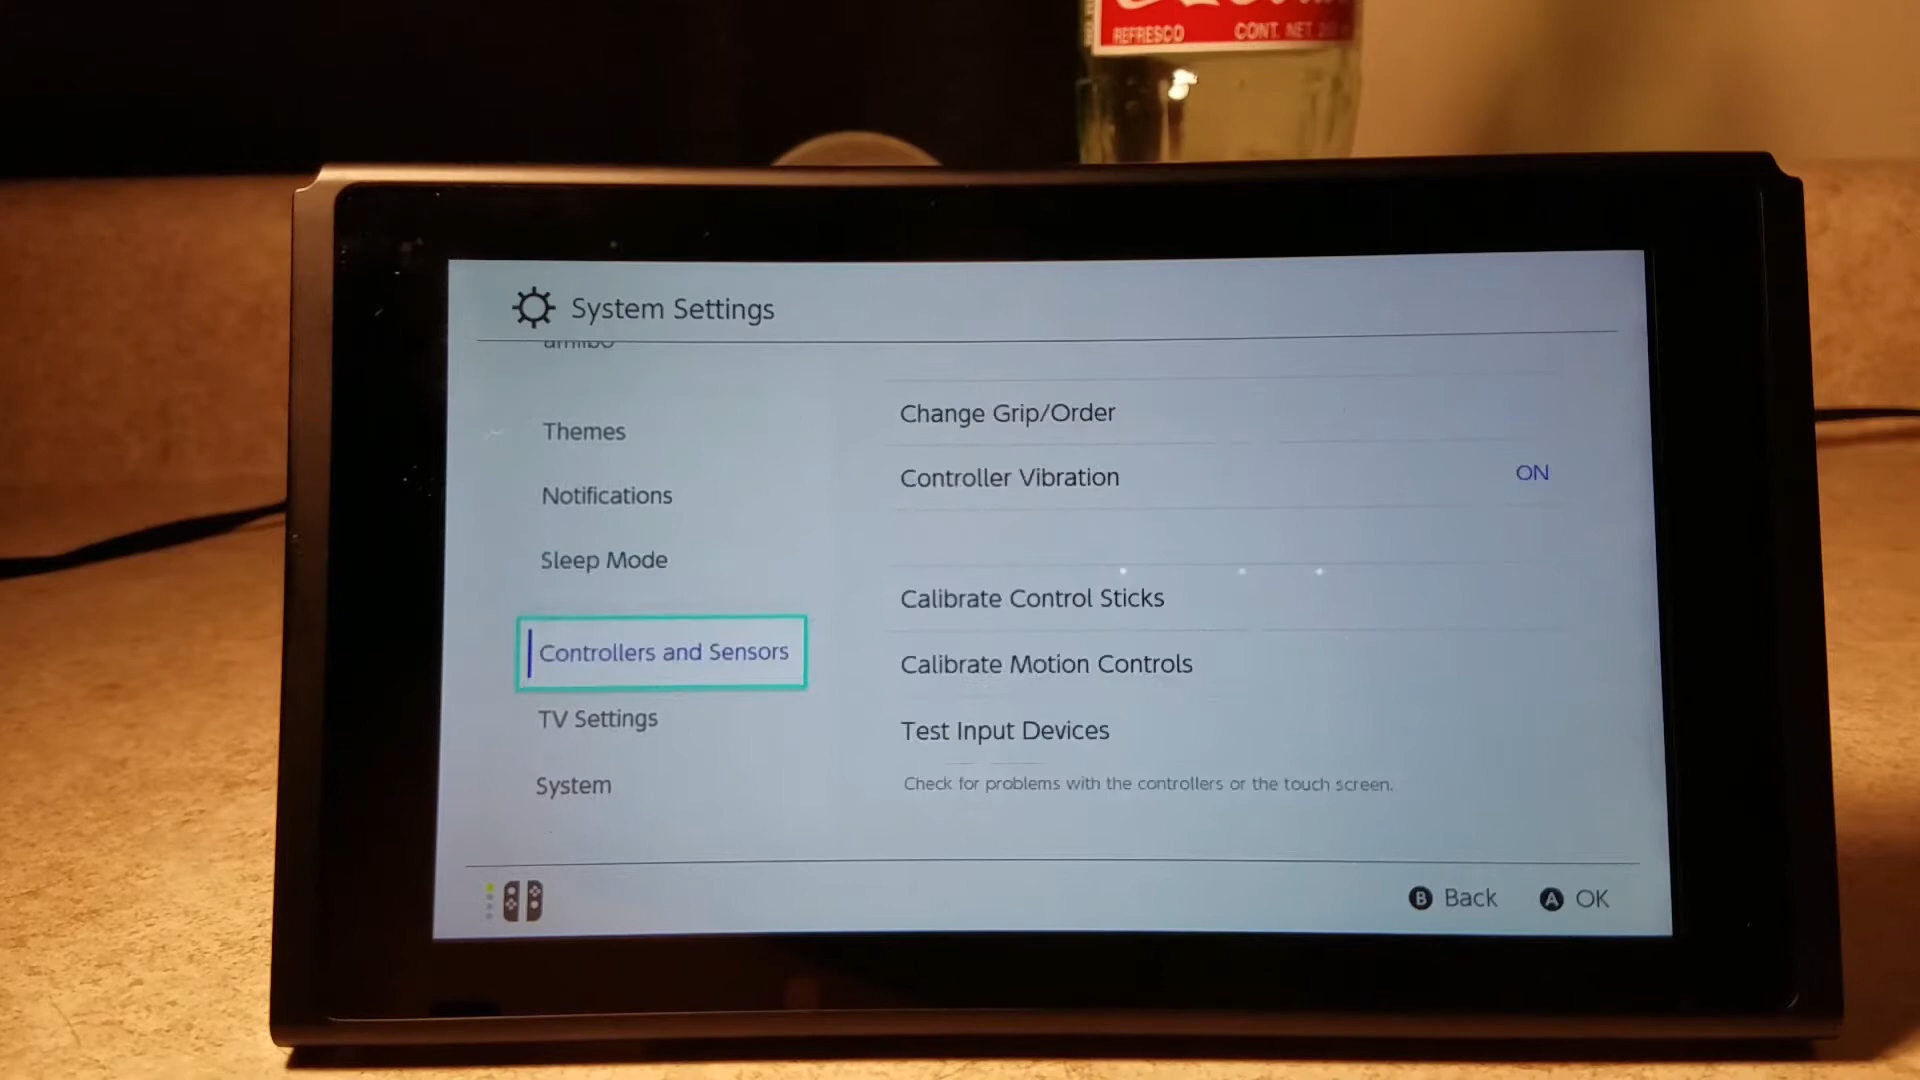 REFRESCO CONT. NET.
System Settings
amiibo
Themes
Notifications
Sleep Mode
Controllers and Sensors
TV Settings
System
Change Grip/Order
Controller Vibration ON
Calibrate Control Sticks
Calibrate Motion Controls
Test Input Devices
Check for problems with the controllers or the touch screen.
B Back A OK